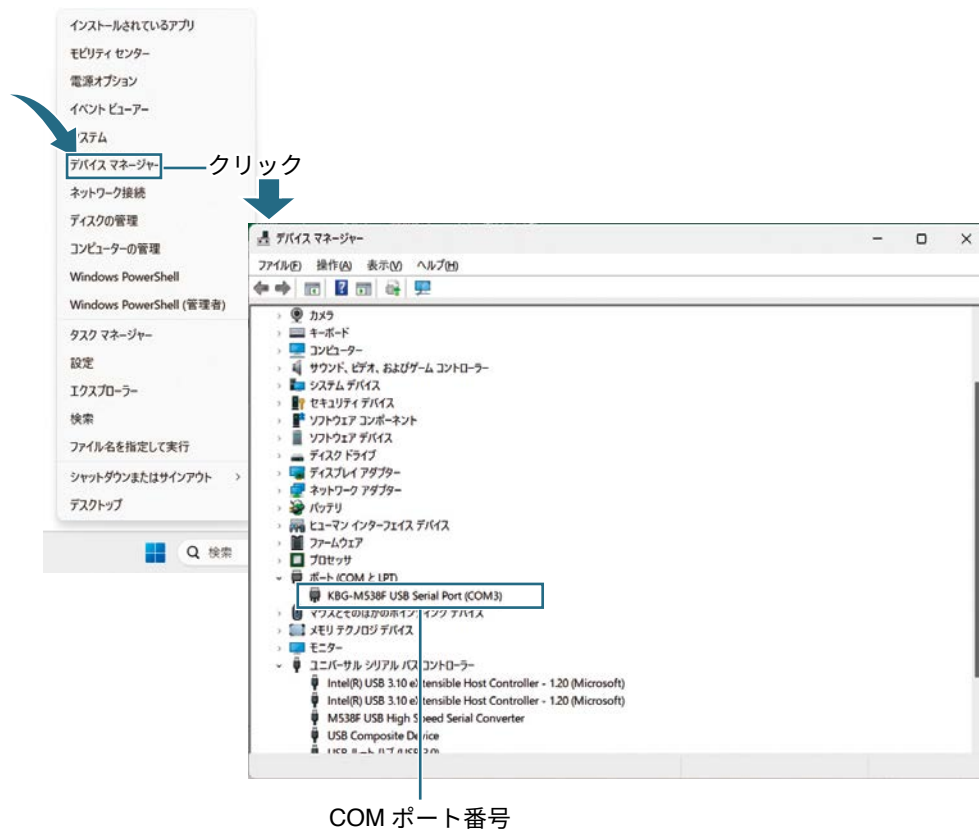 インストールされているアプリ
モビリティ センター
電源オプション
イベント ビューアー
ステム
デバイス マネージャー
クリック
ネットワーク接続
ディスクの管理
コンピューターの管理
Windows PowerShell
Windows PowerShell (管理者)
タスク マネージャー
設定
エクスプローラー
検索
ファイル名を指定して実行
シャットダウンまたはサインアウト >
デスクトップ
検索
デバイス マネージャー
ファイル(F) 操作(A) 表示(V) ヘルプ(H)
カメラ
キーボード
コンピューター
サウンド、ビデオ、およびゲーム コントローラー
システム デバイス
セキュリティ デバイス
ソフトウェア コンポーネント
ソフトウェア デバイス
ディスク ドライブ
ディスプレイ アダプター
ネットワーク アダプター
バッテリ
ヒューマン インターフェイス デバイス
ファームウェア
プロセッサ
ポート (COM と LPT)
KBG-M538F USB Serial Port (COM3)
マウスとそのほかのポインティング デバイス
メモリ テクノロジ デバイス
モニター
ユニバーサル シリアル バス コントローラー
Intel(R) USB 3.10 eXtensible Host Controller - 1.20 (Microsoft)
Intel(R) USB 3.10 eXtensible Host Controller - 1.20 (Microsoft)
M538F USB High Speed Serial Converter
USB Composite Device
USB ルート ハブ (USB 3.0)
COM ポート番号